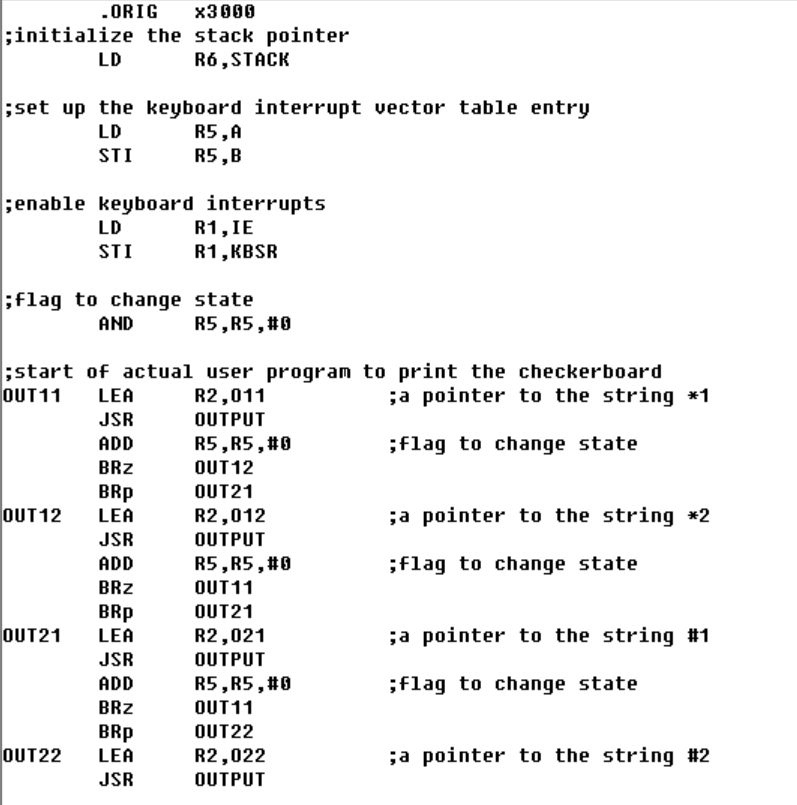 .ORIG x3000
;initialize the stack pointer
LD R6,STACK
;set up the keyboard interrupt vector table entry
LD R5,A
STI R5,B
;enable keyboard interrupts
LD R1,IE
STI R1,KBSR
;flag to change state
AND R5,R5,#0
;start of actual user program to print the checkerboard
OUT11 LEA R2,O11 ;a pointer to the string *1
JSR OUTPUT
ADD R5,R5,#0 ;flag to change state
BRz OUT12
BRp OUT21
OUT12 LEA R2,O12 ;a pointer to the string *2
JSR OUTPUT
ADD R5,R5,#0 ;flag to change state
BRz OUT11
BRp OUT21
OUT21 LEA R2,O21 ;a pointer to the string #1
JSR OUTPUT
ADD R5,R5,#0 ;flag to change state
BRz OUT11
BRp OUT22
OUT22 LEA R2,O22 ;a pointer to the string #2
JSR OUTPUT